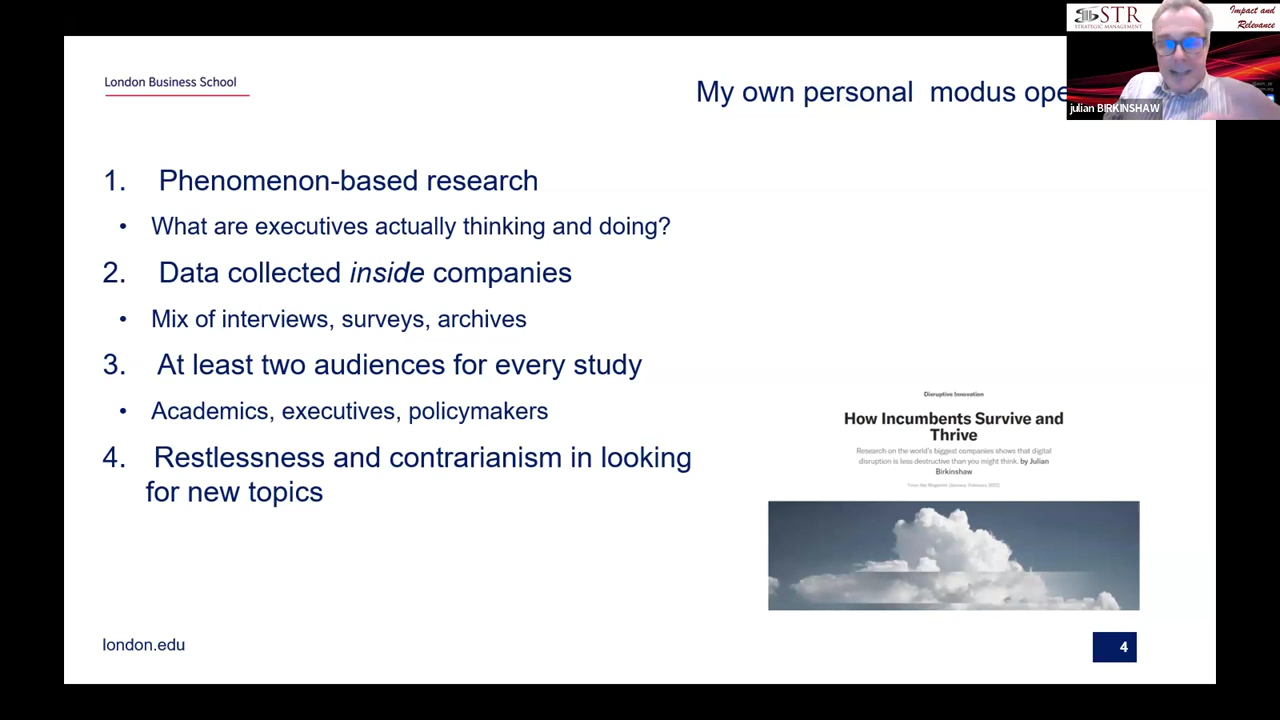 STR
STRATEGIC MANAGEMENT
Impact and
Relevance
julian BIRKINSHAW
London Business School
My own personal modus ope
1. Phenomenon-based research
• What are executives actually thinking and doing?
2. Data collected inside companies
• Mix of interviews, surveys, archives
3. At least two audiences for every study
• Academics, executives, policymakers
4. Restlessness and contrarianism in looking
for new topics
Disruptive Innovation
How Incumbents Survive and
Thrive
Research on the world's biggest companies shows that digital
disruption is less destructive than you might think. by Julian
Birkinshaw
From the Magazine (January–February 2022)
london.edu
4